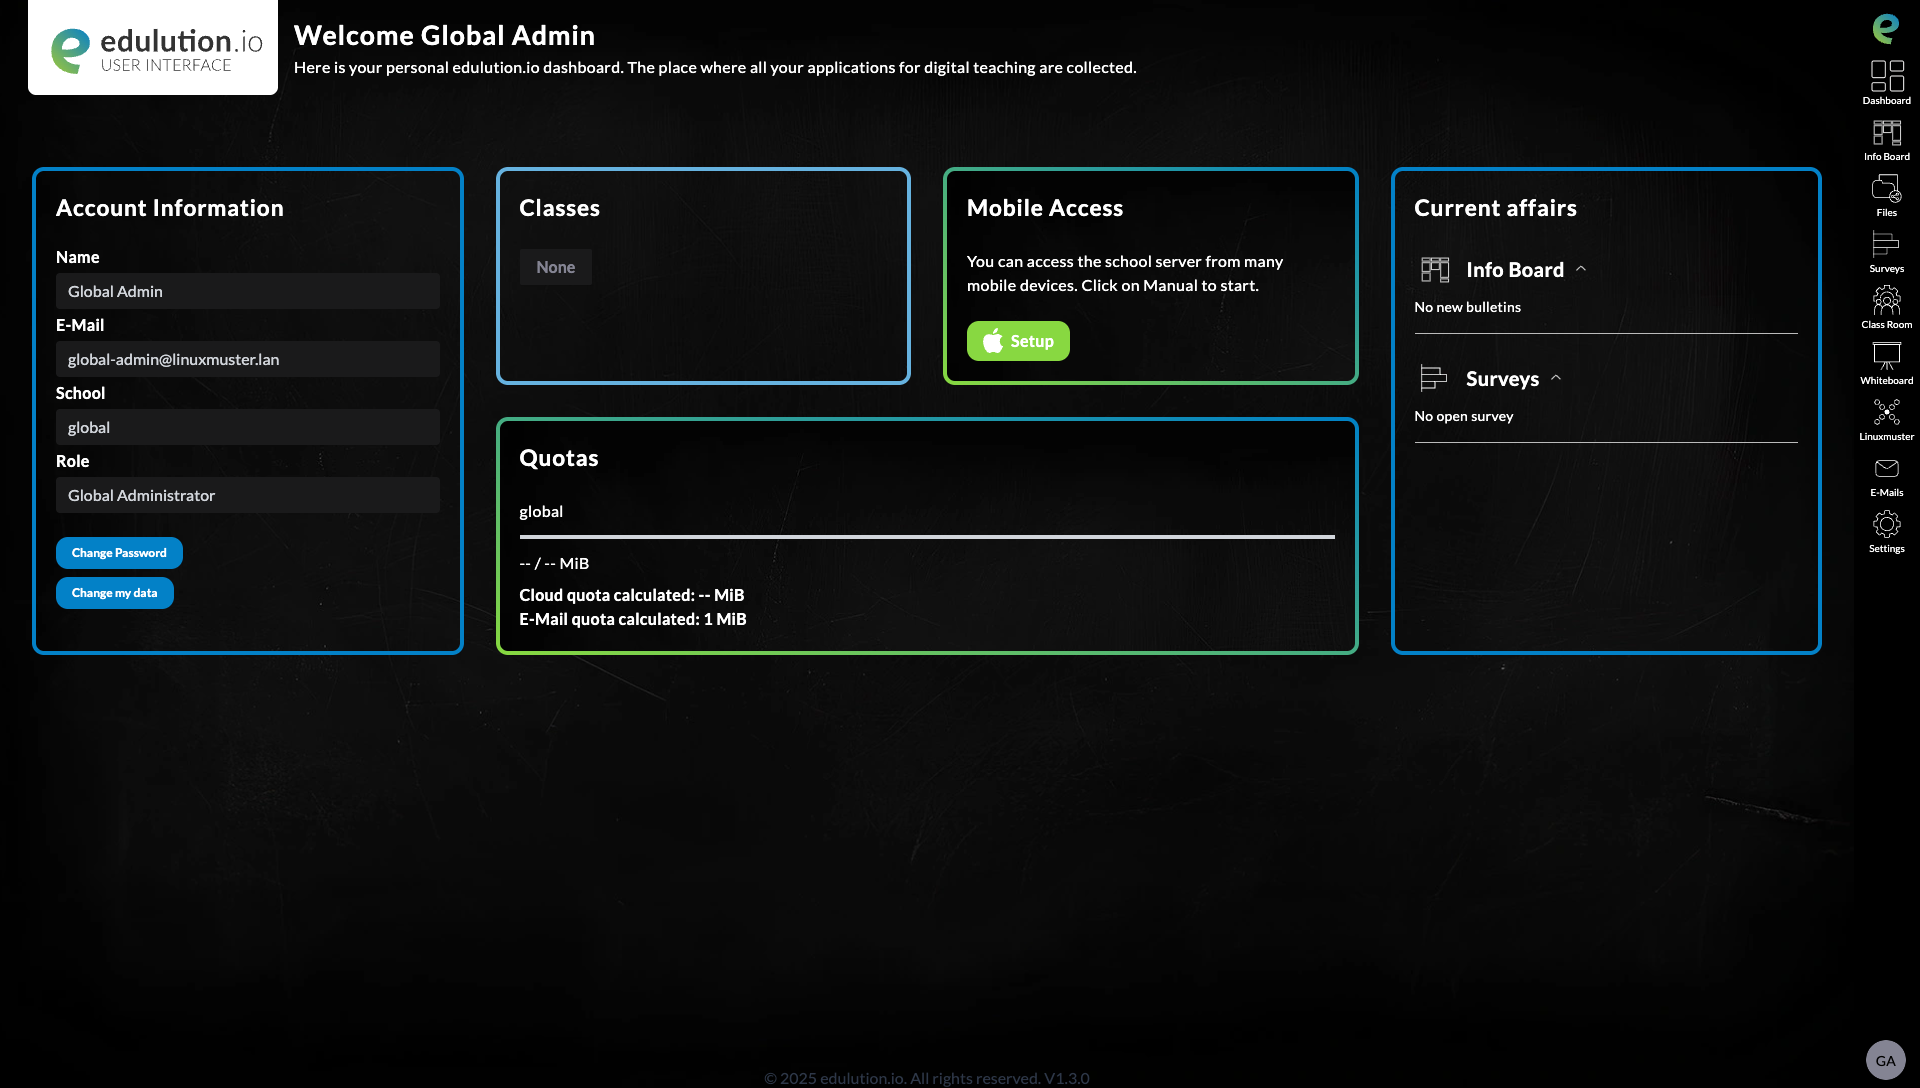 edulution.io
USER INTERFACE
Welcome Global Admin
Here is your personal edulution.io dashboard. The place where all your applications for digital teaching are collected.
Account Information
Name
Global Admin
E-Mail
global-admin@linuxmuster.lan
School
global
Role
Global Administrator
Change Password
Change my data
Classes
None
Mobile Access
You can access the school server from many
mobile devices. Click on Manual to start.
Setup
Quotas
global
-- / -- MiB
Cloud quota calculated: -- MiB
E-Mail quota calculated: 1 MiB
Current affairs
Info Board
No new bulletins
Surveys
No open survey
Dashboard
Info Board
Files
Surveys
Class Room
Whiteboard
Linuxmuster
E-Mails
Settings
GA
© 2025 edulution.io. All rights reserved. V1.3.0